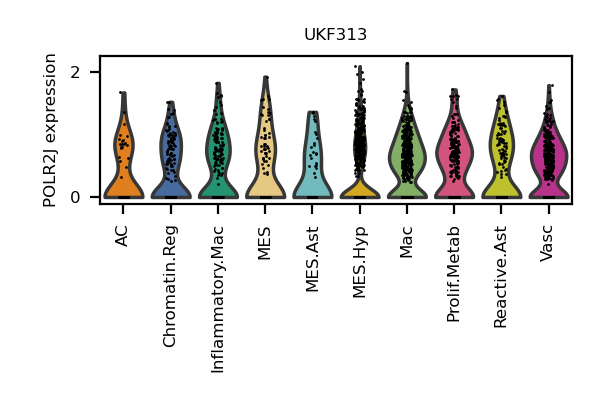 UKF313
POLR2J expression
2
0
AC
Chromatin.Reg
Inflammatory.Mac
MES
MES.Ast
MES.Hyp
Mac
Prolif.Metab
Reactive.Ast
Vasc